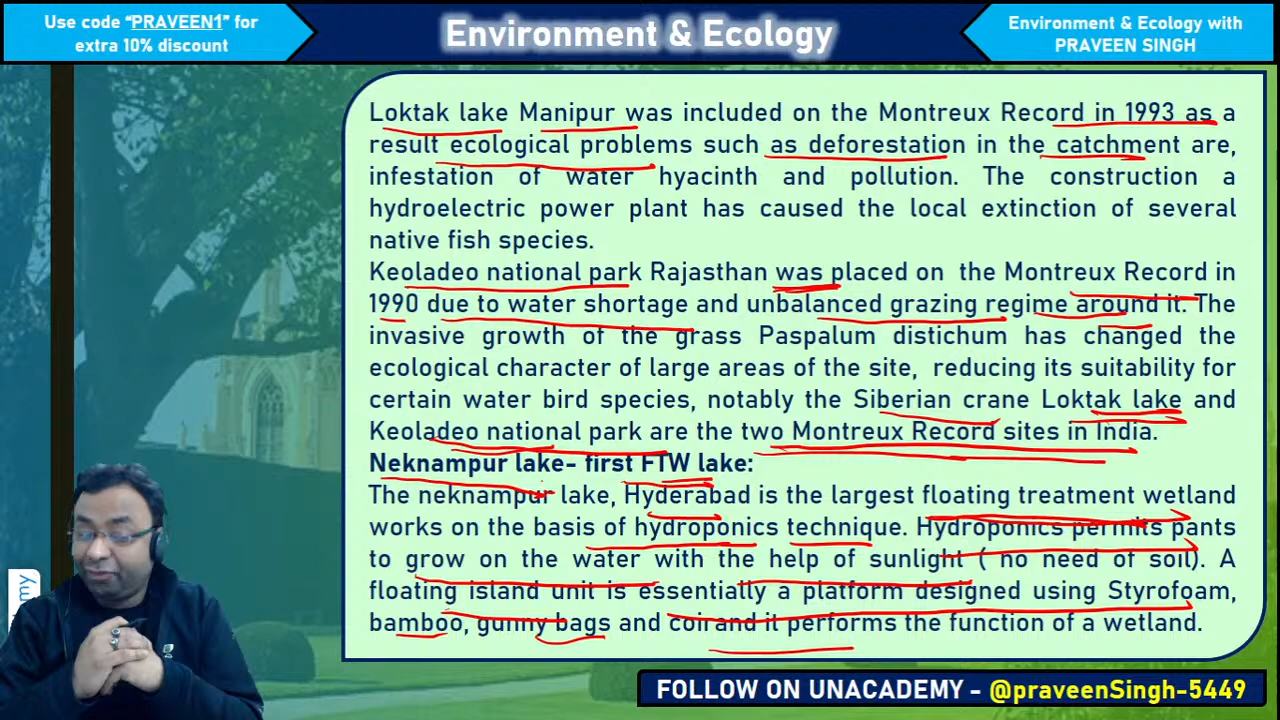 Use code “PRAVEEN1” for
extra 10% discount
Environment & Ecology
Environment & Ecology with
PRAVEEN SINGH
Loktak lake Manipur was included on the Montreux Record in 1993 as a
result ecological problems such as deforestation in the catchment are,
infestation of water hyacinth and pollution. The construction a
hydroelectric power plant has caused the local extinction of several
native fish species.
Keoladeo national park Rajasthan was placed on the Montreux Record in
1990 due to water shortage and unbalanced grazing regime around it. The
invasive growth of the grass Paspalum distichum has changed the
ecological character of large areas of the site, reducing its suitability for
certain water bird species, notably the Siberian crane Loktak lake and
Keoladeo national park are the two Montreux Record sites in India.
Neknampur lake- first FTW lake:
The neknampur lake, Hyderabad is the largest floating treatment wetland
works on the basis of hydroponics technique. Hydroponics permits pants
to grow on the water with the help of sunlight ( no need of soil). A
floating island unit is essentially a platform designed using Styrofoam,
bamboo, gunny bags and coirand it performs the function of a wetland.
my
FOLLOW ON UNACADEMY - @praveenSingh-5449